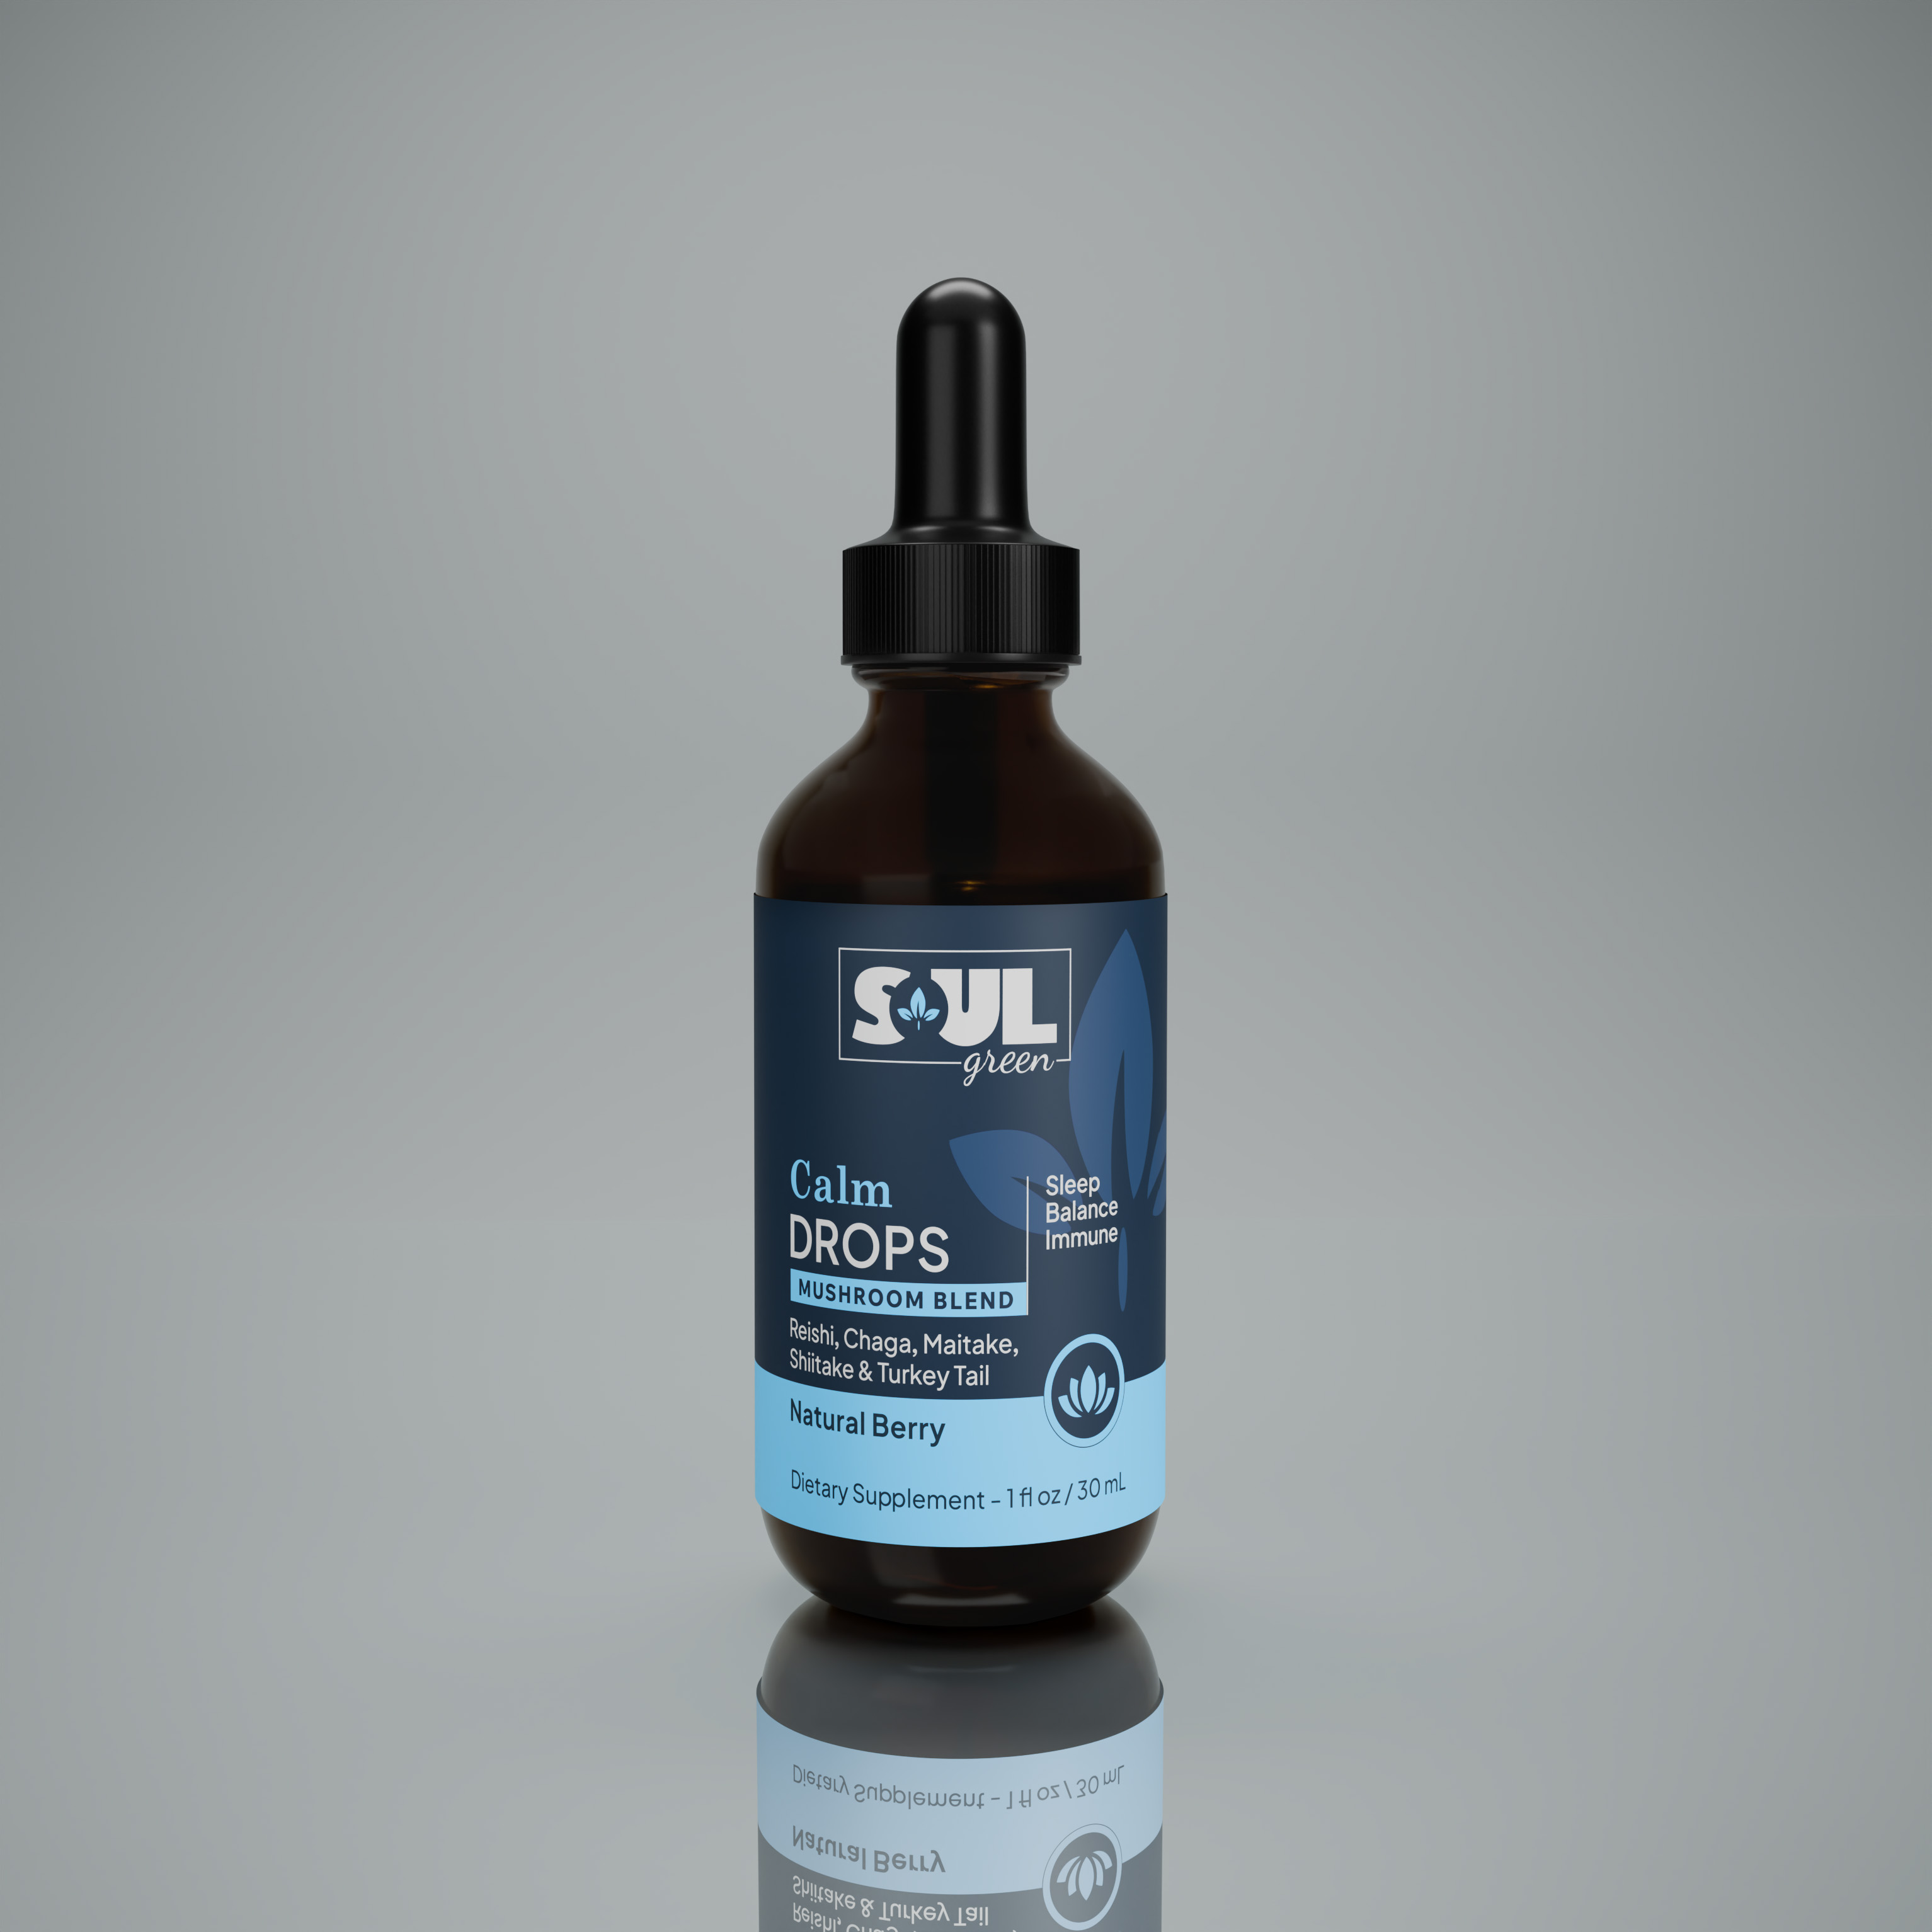 SOUL
green
Calm
DROPS
MUSHROOM BLEND
Reishi, Chaga, Maitake,
Shiitake & Turkey Tail
Sleep
Balance
Immune
Natural Berry
Dietary Supplement – 1 fl oz / 30 mL